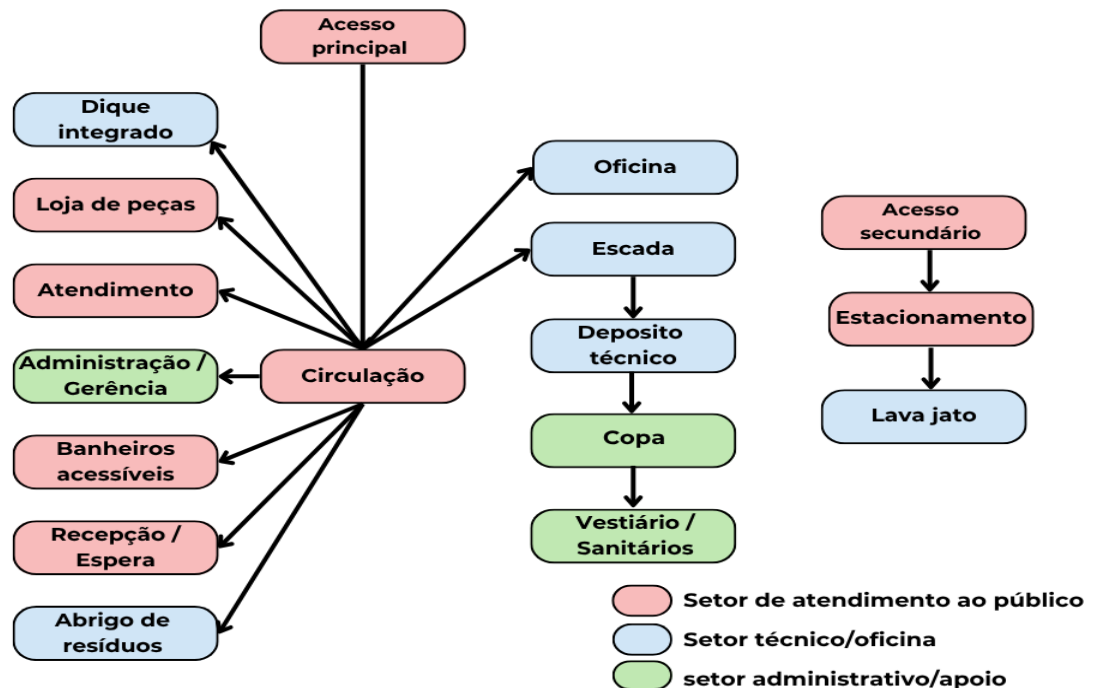 Acesso
principal
Dique
integrado
Loja de peças
Atendimento
Administração /
Gerência
Circulação
Banheiros
acessíveis
Recepção /
Espera
Abrigo de
resíduos
Oficina
Escada
Deposito
técnico
Copa
Vestiário /
Sanitários
Acesso
secundário
Estacionamento
Lava jato
Setor de atendimento ao público
Setor técnico/oficina
setor administrativo/apoio